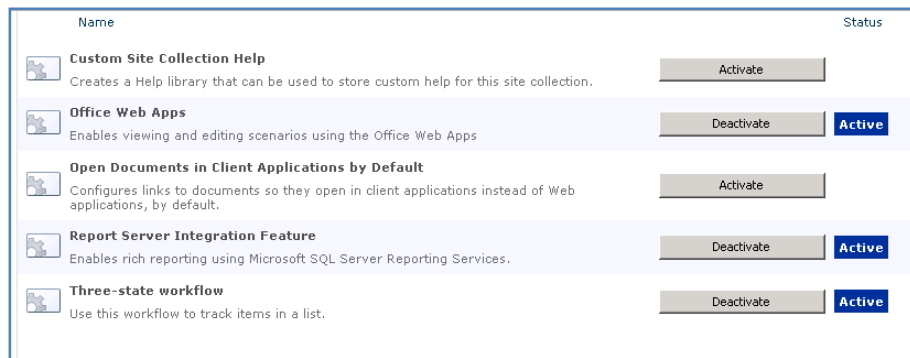 Name Status
Custom Site Collection Help
Creates a Help library that can be used to store custom help for this site collection.
Activate
Office Web Apps
Enables viewing and editing scenarios using the Office Web Apps
Deactivate Active
Open Documents in Client Applications by Default
Configures links to documents so they open in client applications instead of Web
applications, by default.
Activate
Report Server Integration Feature
Enables rich reporting using Microsoft SQL Server Reporting Services.
Deactivate Active
Three-state workflow
Use this workflow to track items in a list.
Deactivate Active